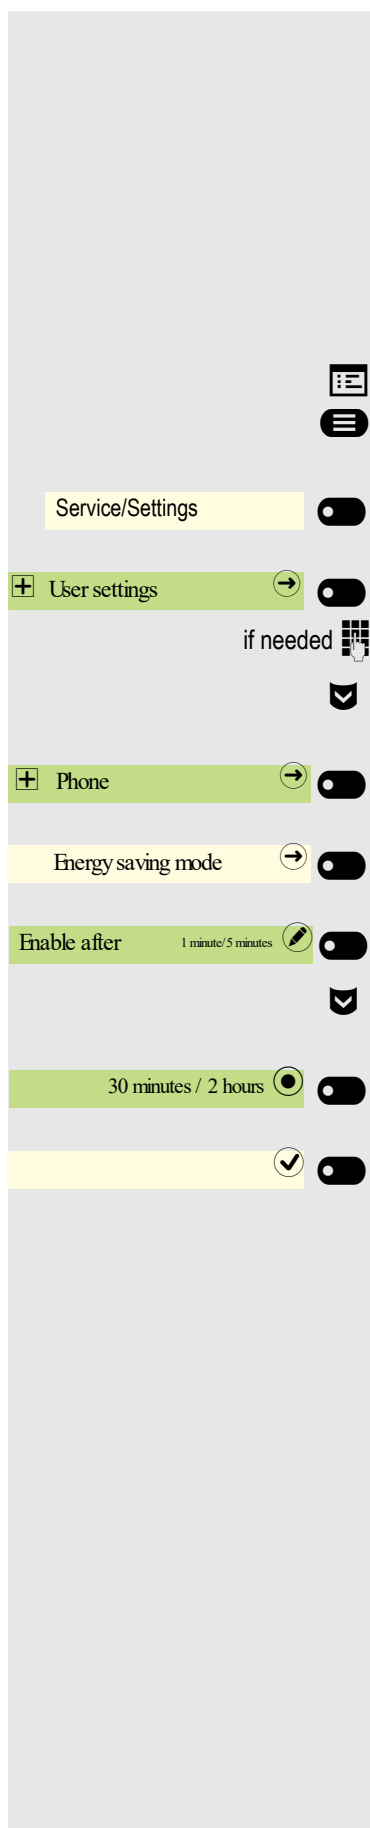 Service/Settings
User settings
if needed
Phone
Energy saving mode
Enable after 1 minute/5 minutes
30 minutes / 2 hours